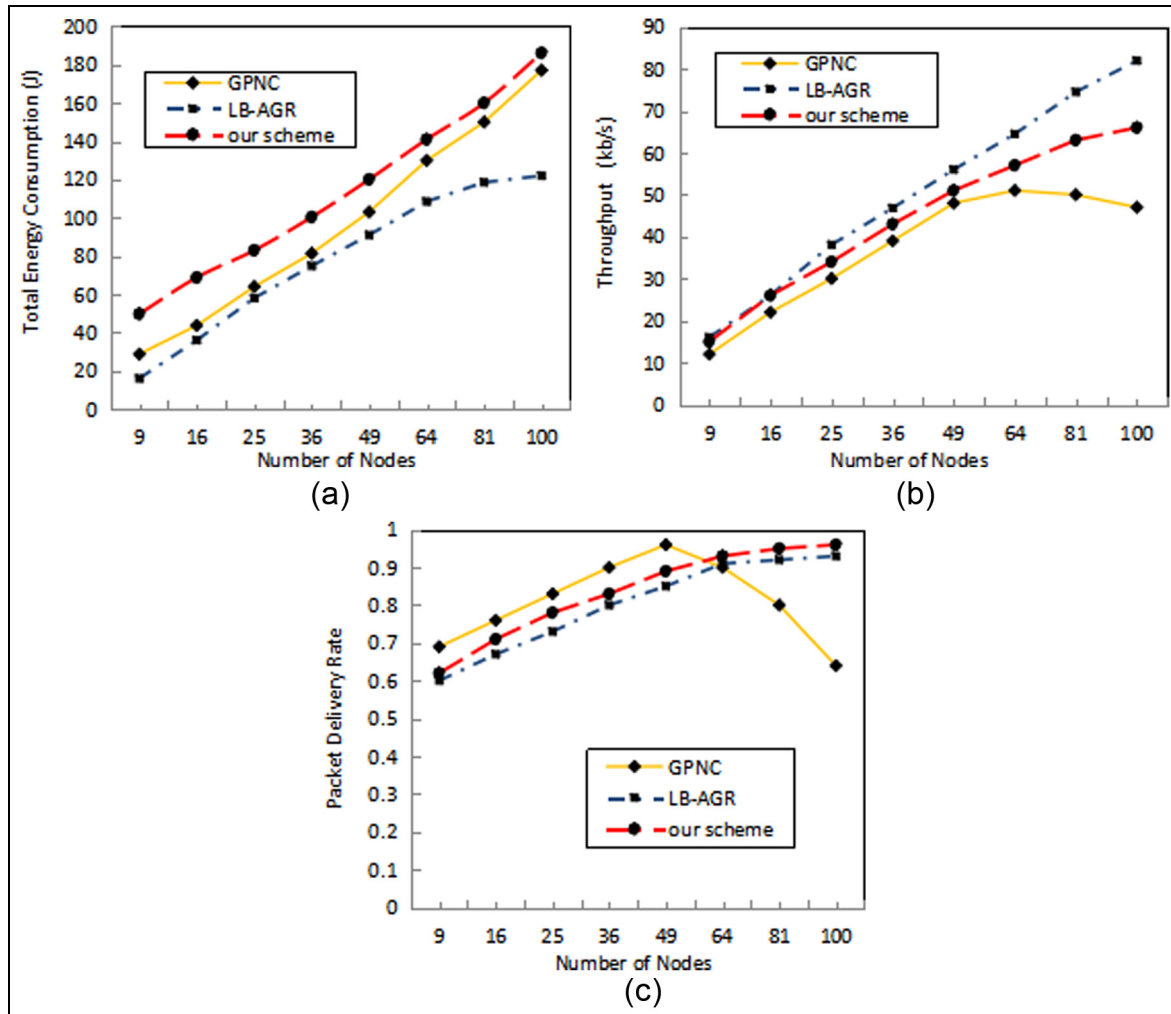 200
180
160
140
120
100
80
60
40
20
0
Total Energy Consumption (J)
GPNC
LB-AGR
our scheme
9 16 25 36 49 64 81 100
Number of Nodes
(a)
90
80
70
60
50
40
30
20
10
0
Throughput (kb/s)
GPNC
LB-AGR
our scheme
9 16 25 36 49 64 81 100
Number of Nodes
(b)
1
0.9
0.8
0.7
0.6
0.5
0.4
0.3
0.2
0.1
0
Packet Delivery Rate
GPNC
LB-AGR
our scheme
9 16 25 36 49 64 81 100
Number of Nodes
(c)